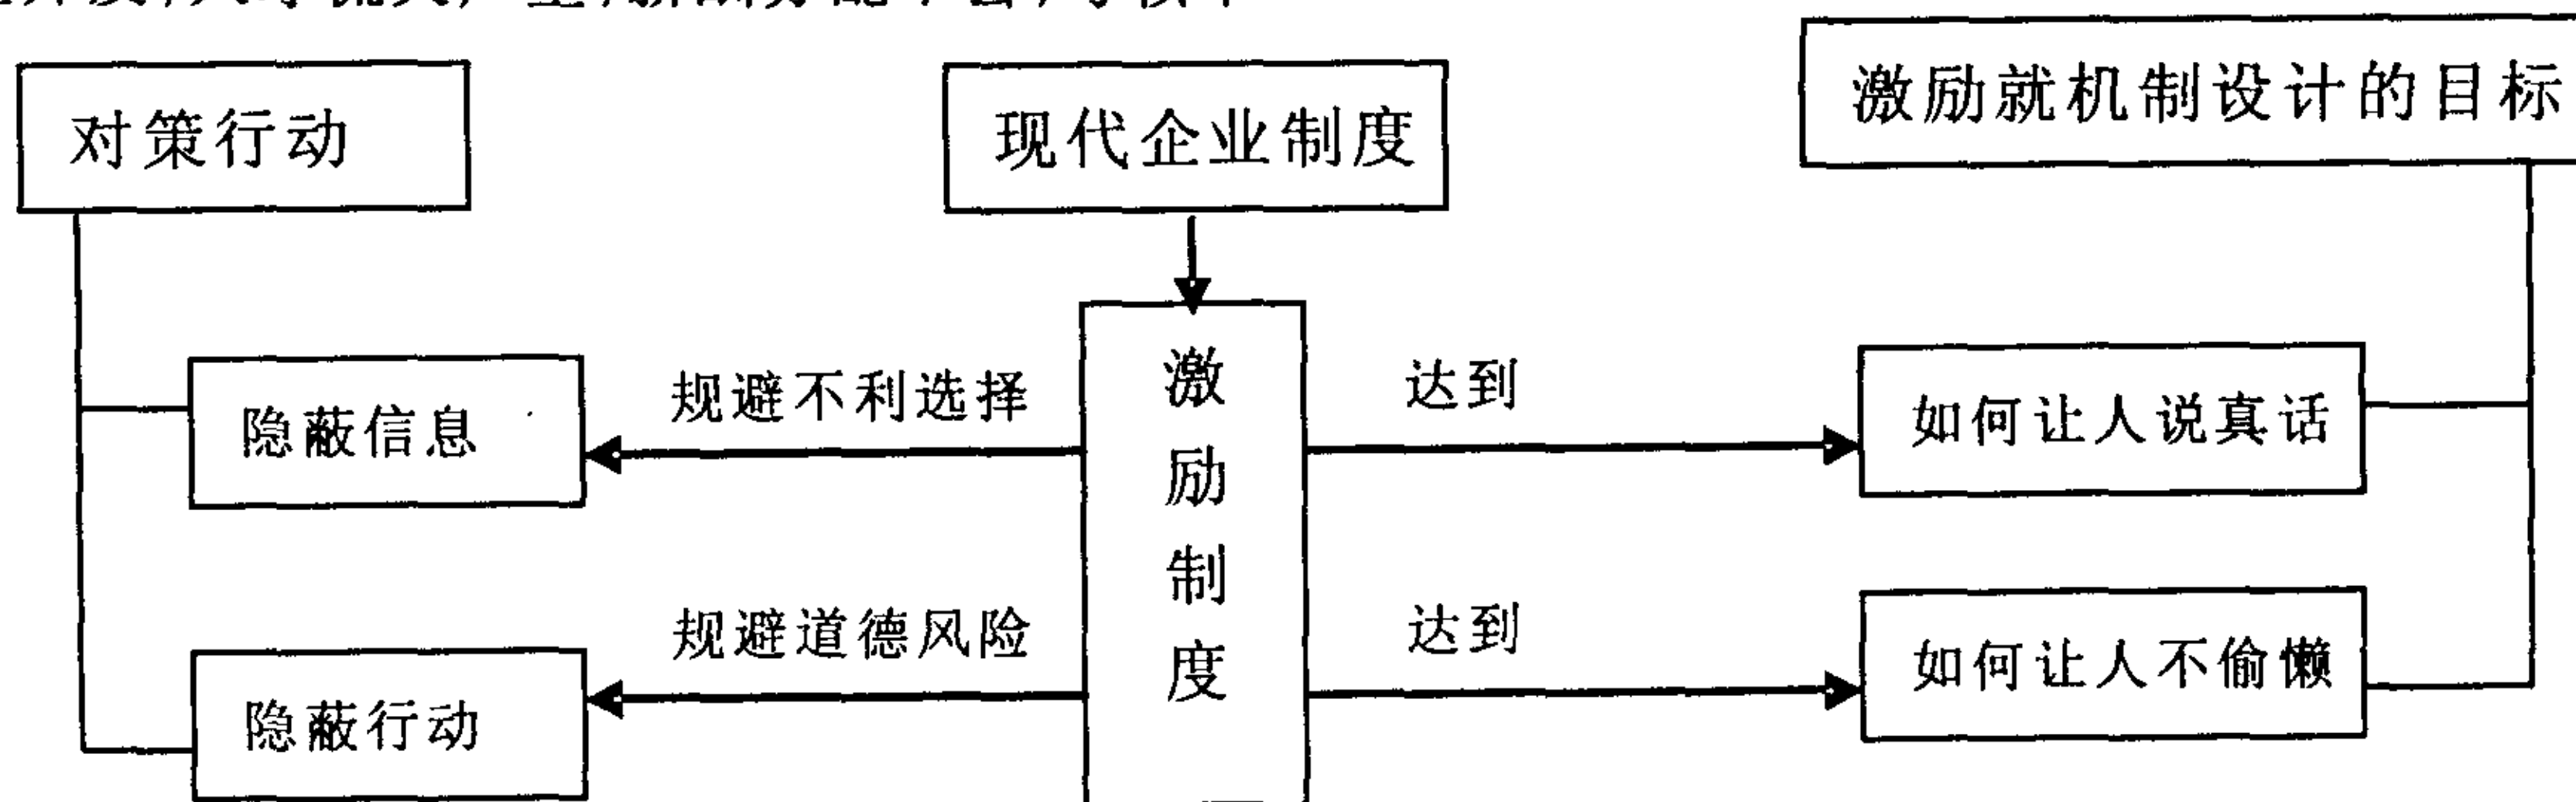 对策行动
现代企业制度
激励就机制设计的目标
激励制度
规避不利选择
达到
隐蔽信息
如何让人说真话
规避道德风险
达到
隐蔽行动
如何让人不偷懒